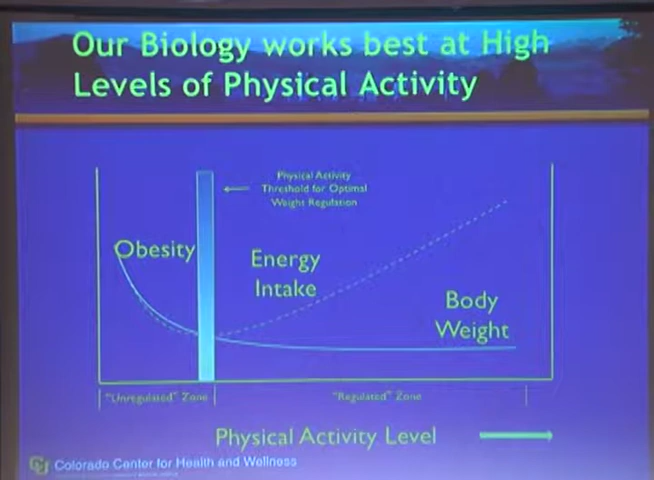 Our Biology works best at High
Levels of Physical Activity
Physical Activity
Threshold for Optimal
Weight Regulation
Obesity
Energy
Intake
Body
Weight
"Unregulated" Zone
"Regulated" Zone
Physical Activity Level
Colorado Center for Health and Wellness